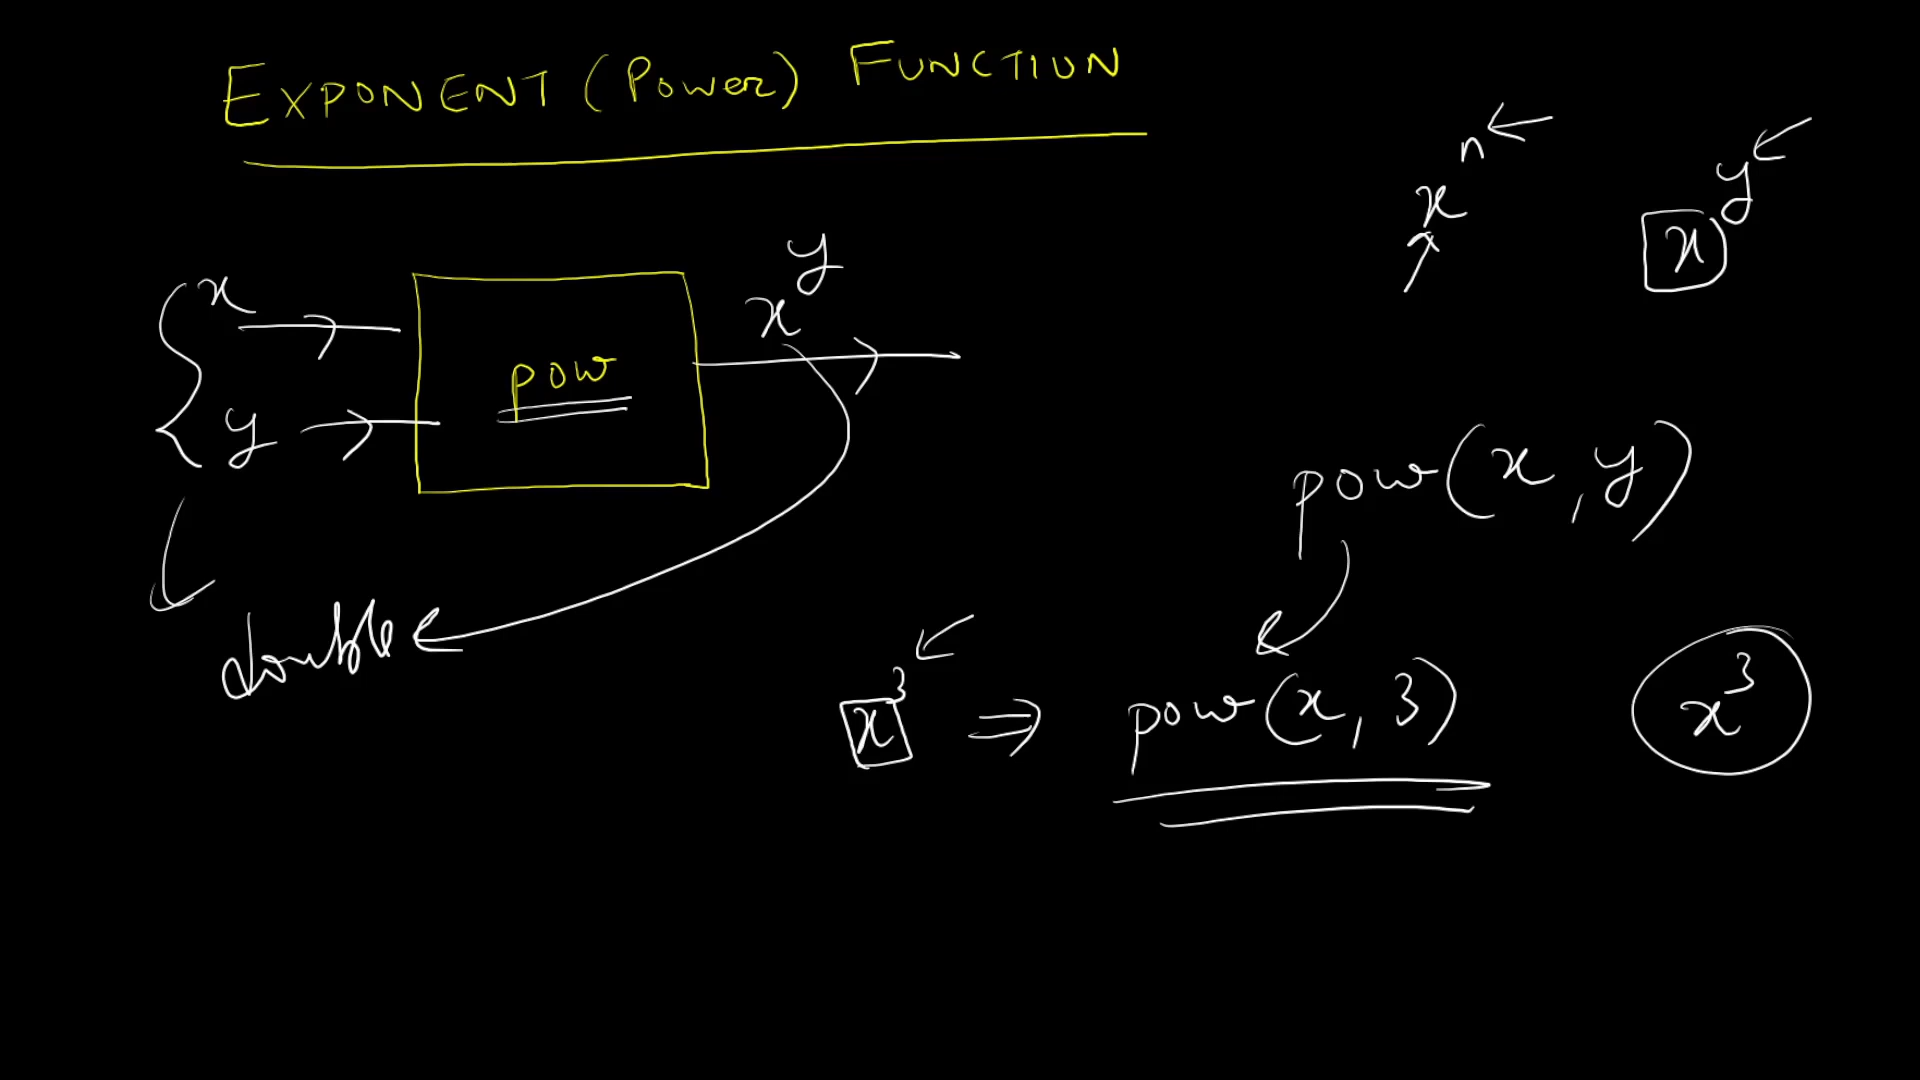 EXPONENT (Power) FUNCTION
x^n
x^y
x
y
pow
x^y
pow(x, y)
double
x^3 ⇒ pow(x, 3)
x^3